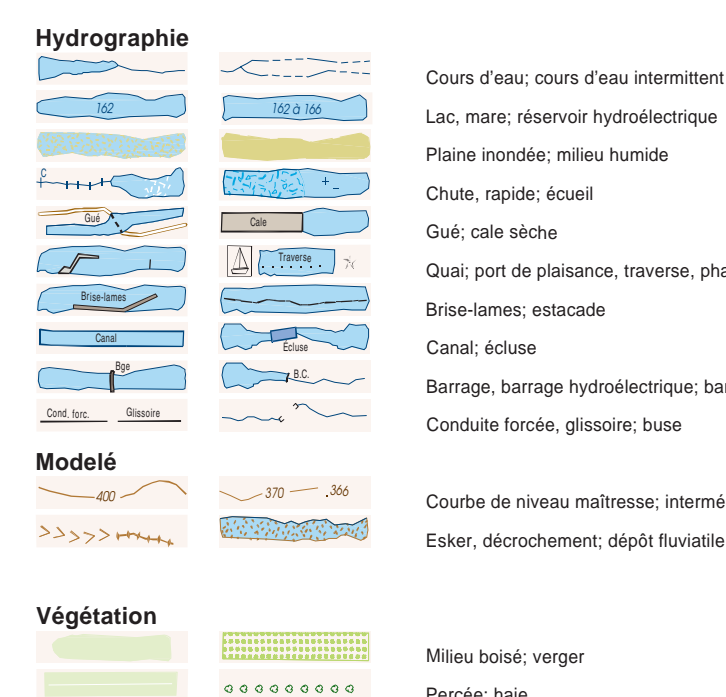 Hydrographie
Cours d'eau; cours d'eau intermittent
162 162 à 166 Lac, mare; réservoir hydroélectrique
Plaine inondée; milieu humide
C Chute, rapide; écueil
Gué Cale Gué; cale sèche
Traverse Quai; port de plaisance, traverse, pha
Brise-lames Brise-lames; estacade
Canal Écluse Canal; écluse
Bge B.C. Barrage, barrage hydroélectrique; bar
Cond. forc. Glissoire Conduite forcée, glissoire; buse
Modelé
400 370 .366 Courbe de niveau maîtresse; intermé
Esker, décrochement; dépôt fluviatile
Végétation
Milieu boisé; verger
Percée; haie